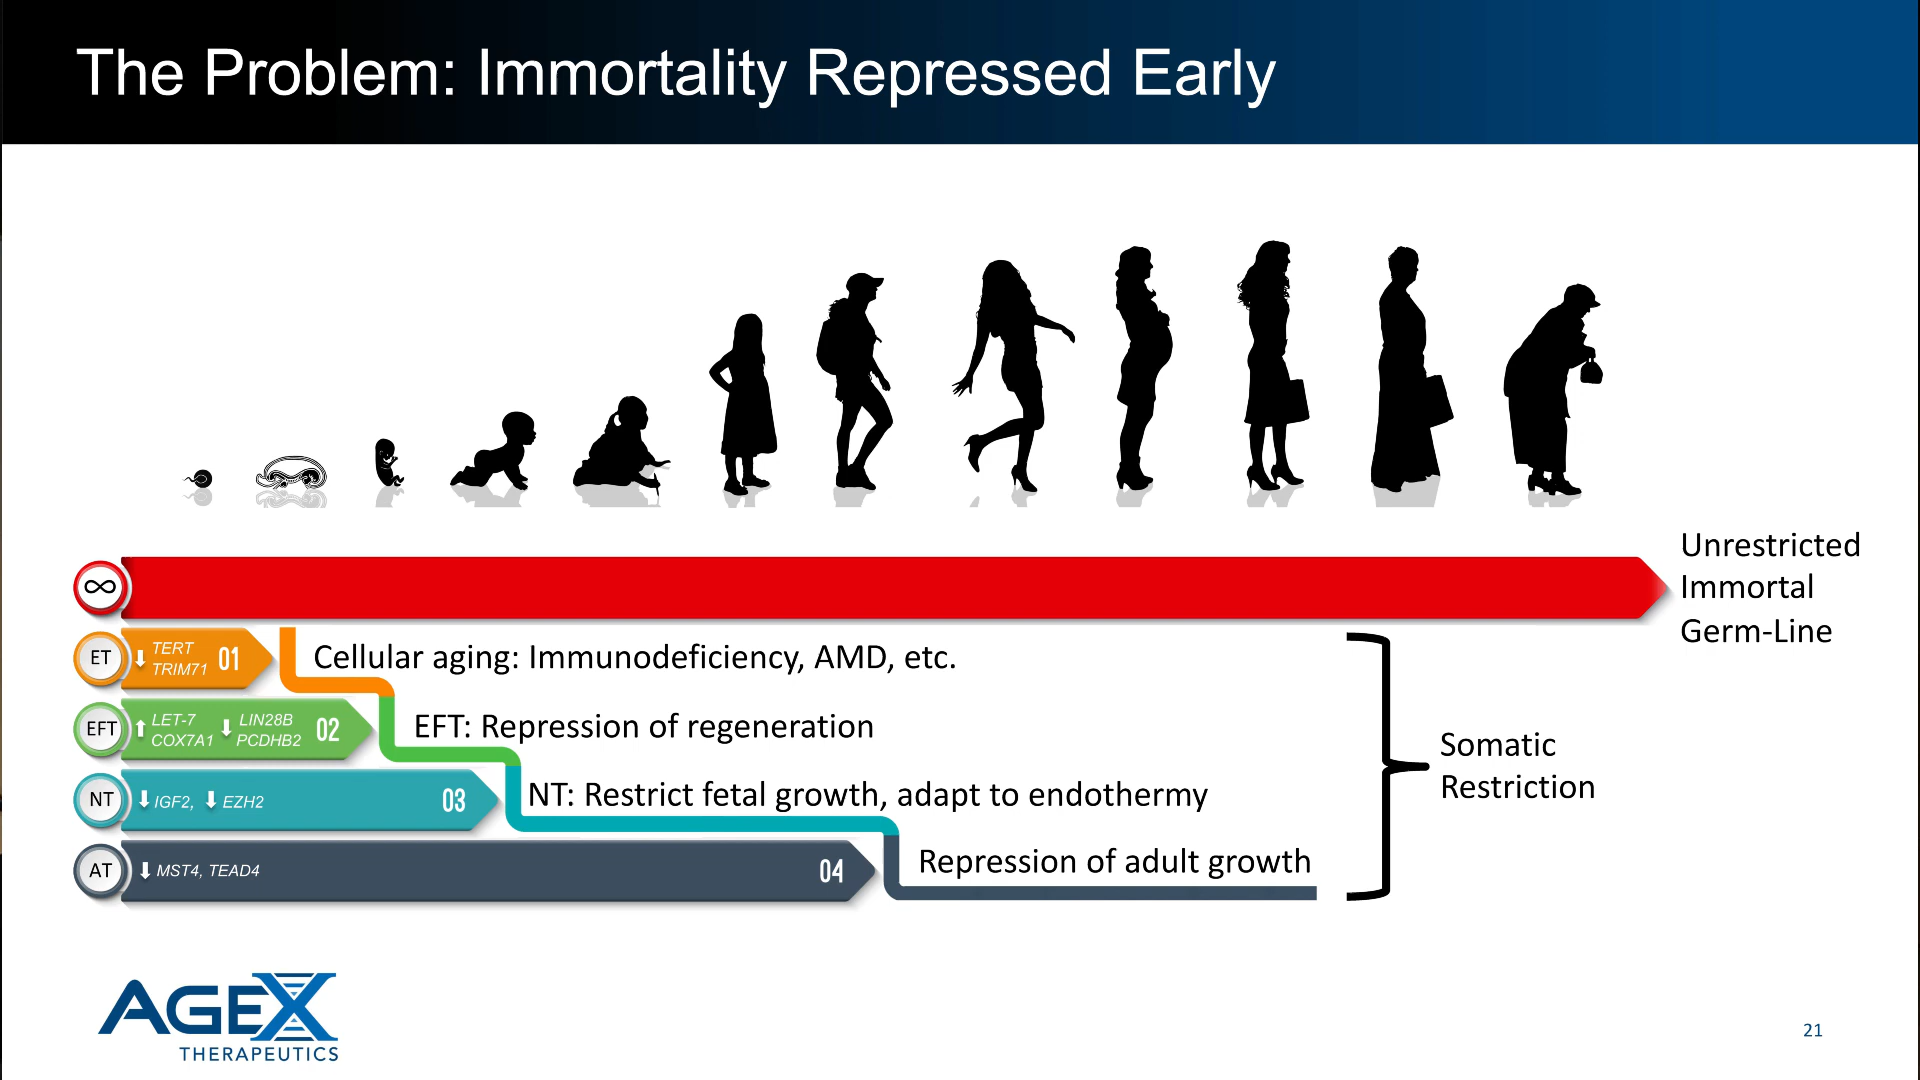 The Problem: Immortality Repressed Early
Unrestricted
Immortal
Germ-Line
∞
ET
TERT
TRIM71
01
Cellular aging: Immunodeficiency, AMD, etc.
EFT
LET-7
COX7A1
LIN28B
PCDHB2
02
EFT: Repression of regeneration
NT
IGF2, EZH2
03
NT: Restrict fetal growth, adapt to endothermy
AT
MST4, TEAD4
04
Repression of adult growth
Somatic
Restriction
AGEX
THERAPEUTICS
21